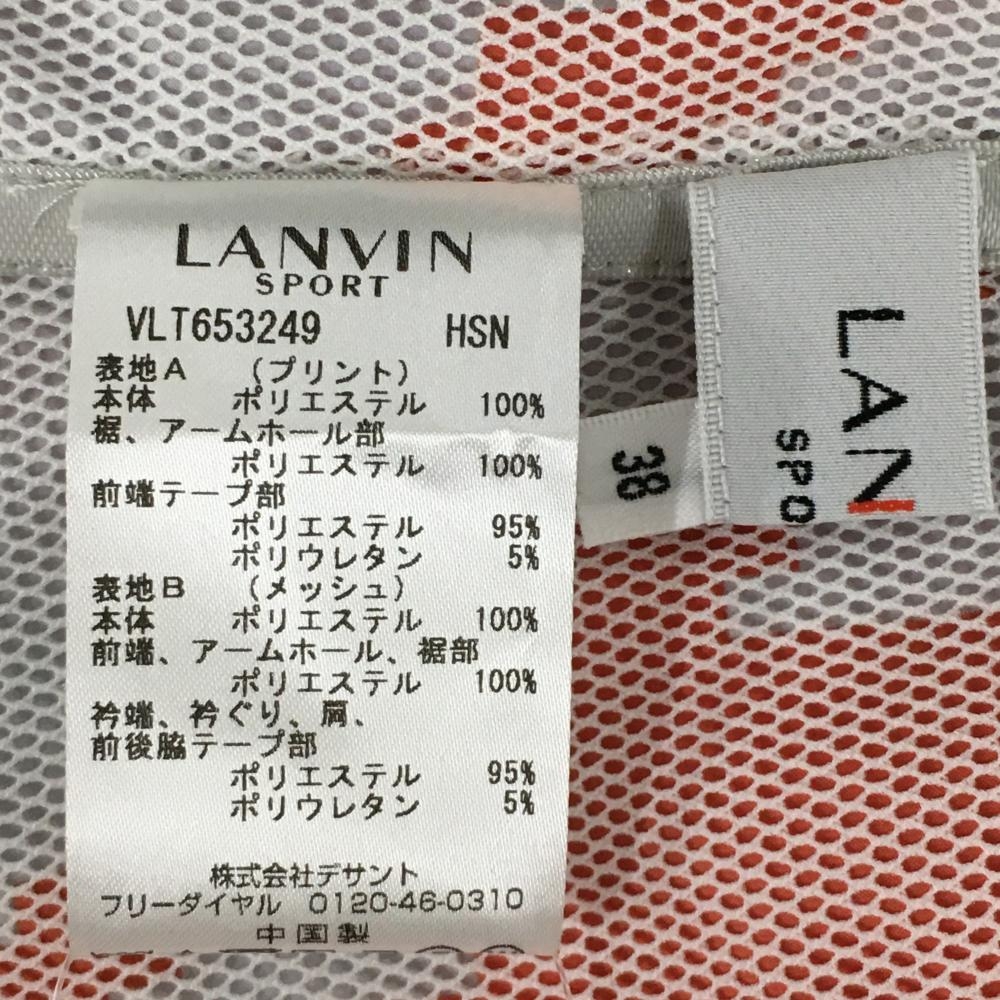 LANVIN
SPORT
VLT653249 HSN
表地A (プリント)
本体 ポリエステル 100%
裾、アームホール部
ポリエステル 100%
前端テープ部
ポリエステル 95%
ポリウレタン 5%
表地B (メッシュ)
本体 ポリエステル 100%
前端、アームホール、裾部
ポリエステル 100%
衿端、衿ぐり、肩、
前後脇テープ部
ポリエステル 95%
ポリウレタン 5%
株式会社デサント
フリーダイヤル 0120-46-0310
中国製
38
LAN
SPO